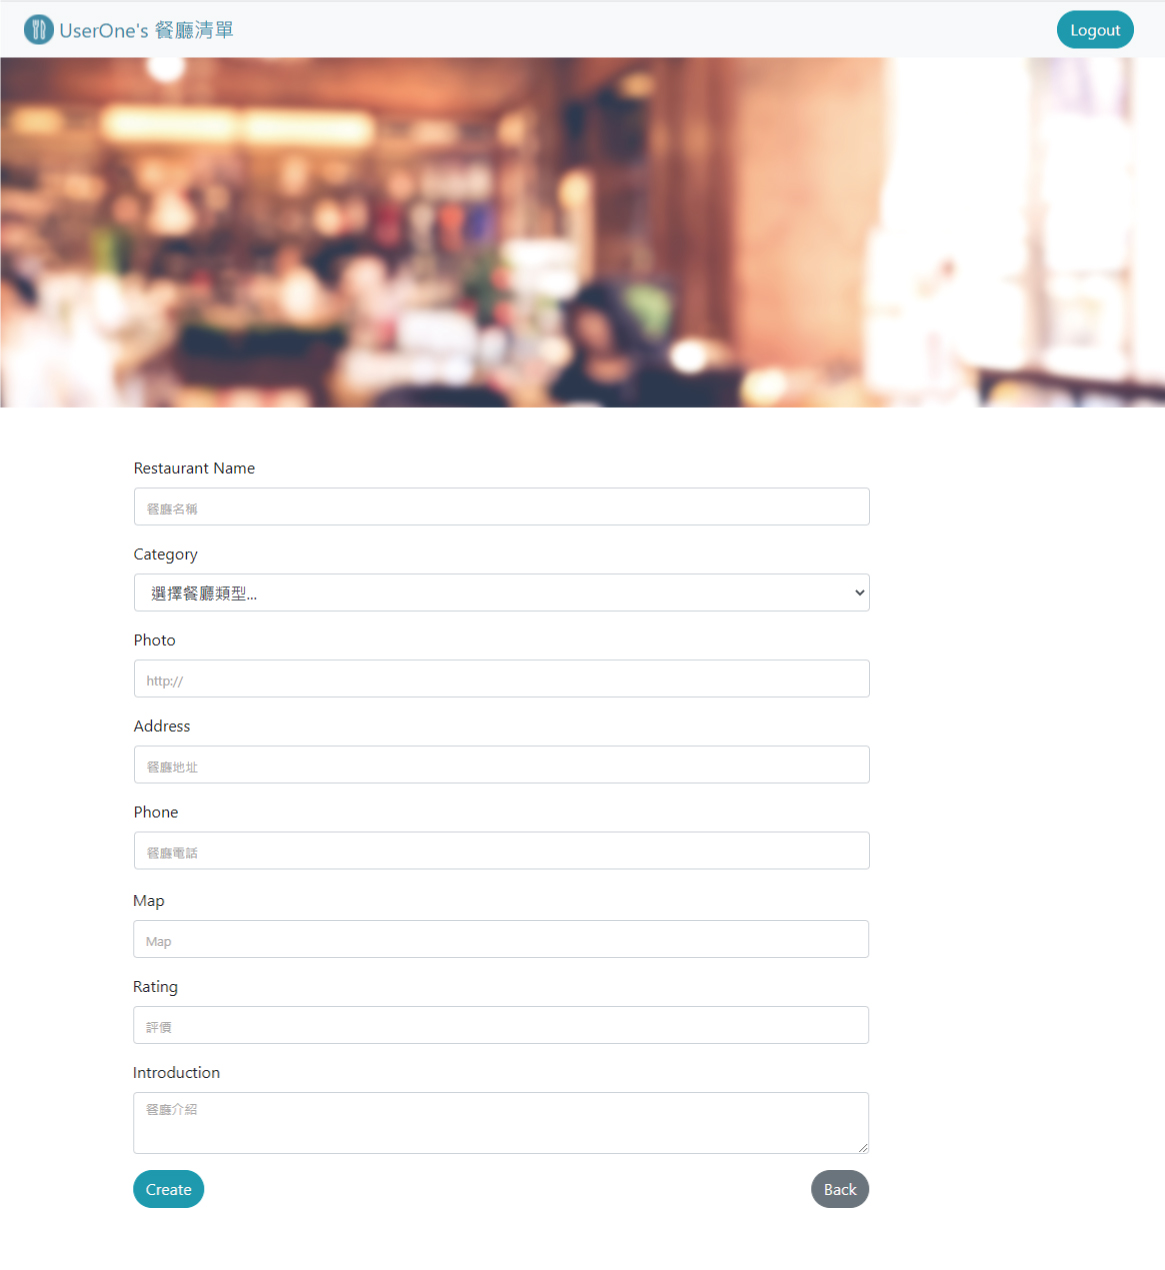 UserOne's 餐廳清單
Logout
Restaurant Name
餐廳名稱
Category
選擇餐廳類型...
Photo
http://
Address
餐廳地址
Phone
餐廳電話
Map
Map
Rating
評價
Introduction
餐廳介紹
Create
Back